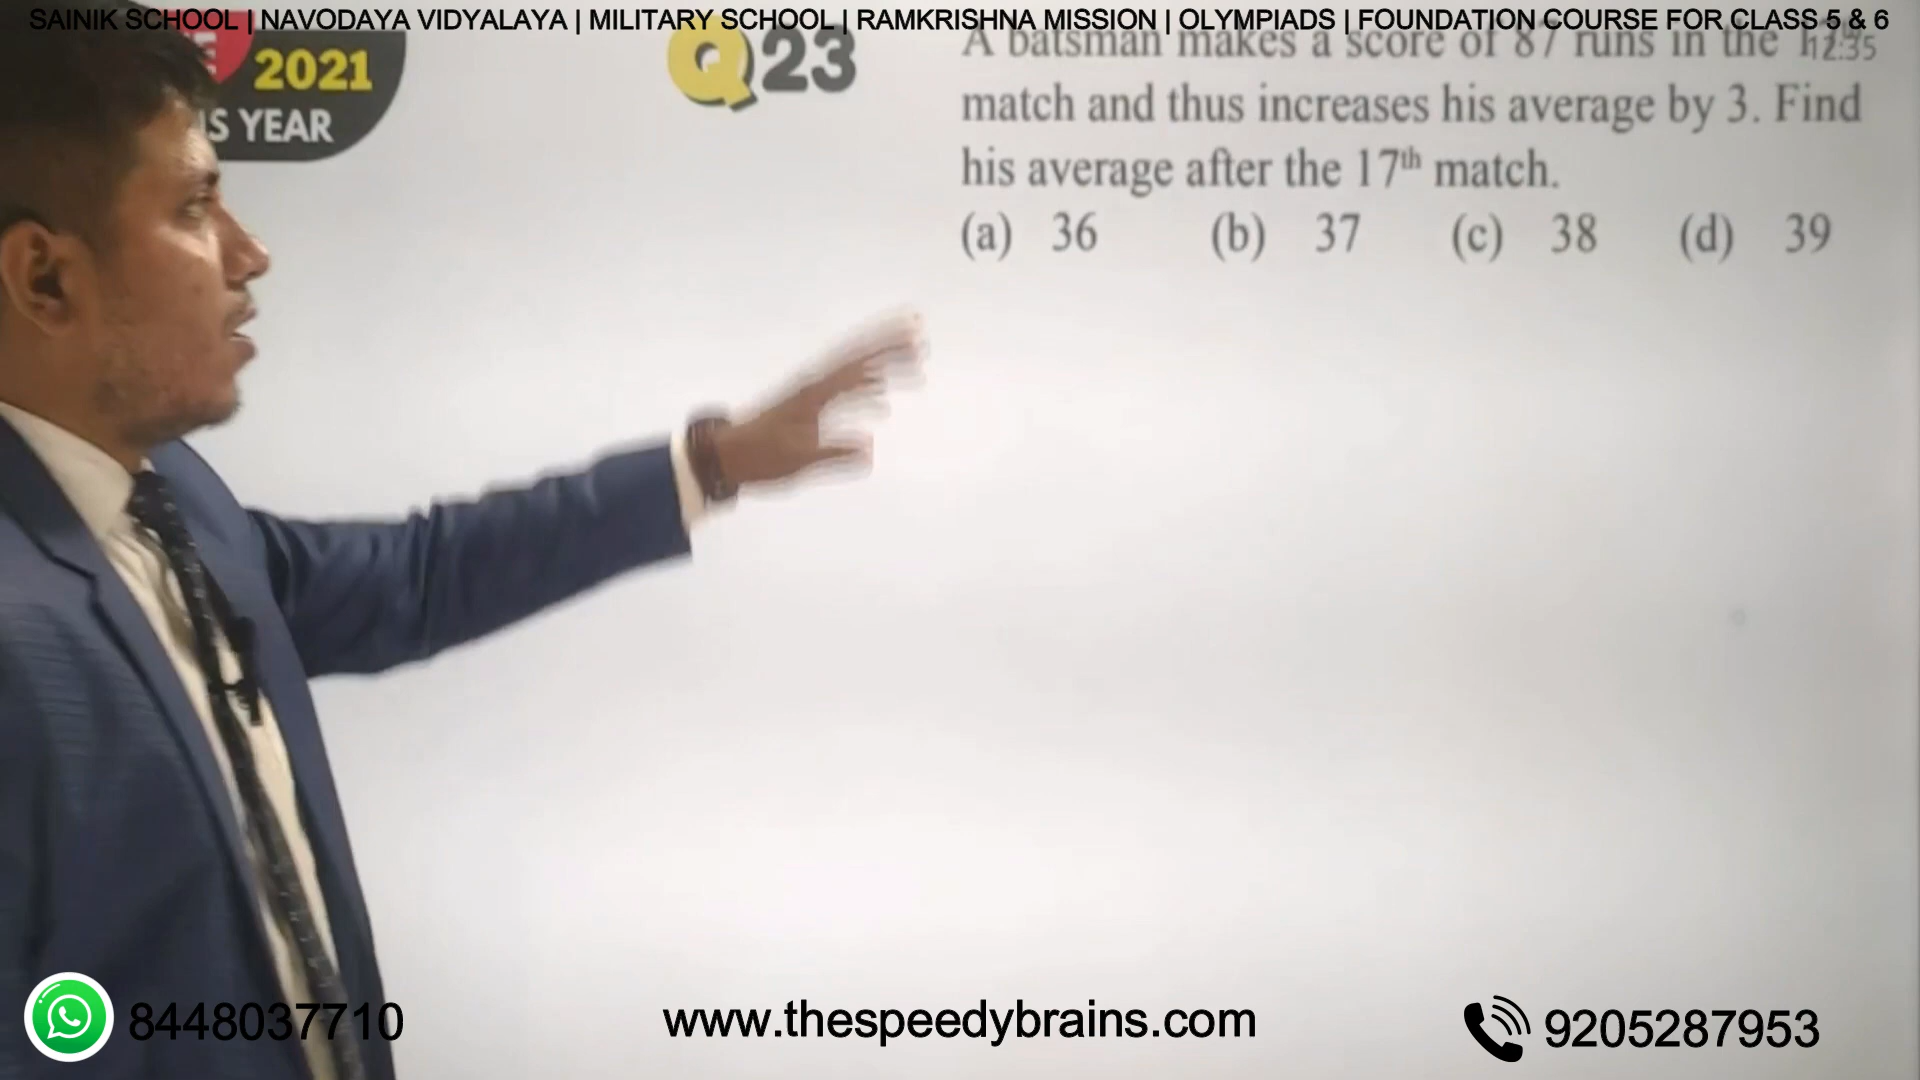 SAINIK SCHOOL | NAVODAYA VIDYALAYA | MILITARY SCHOOL | RAMKRISHNA MISSION | OLYMPIADS | FOUNDATION COURSE FOR CLASS 5 & 6
2021
S YEAR
Q23
A batsman makes a score of 87 runs in the
12:35
match and thus increases his average by 3. Find
his average after the 17th match.
(a) 36 (b) 37 (c) 38 (d) 39
8448037710
www.thespeedybrains.com
9205287953